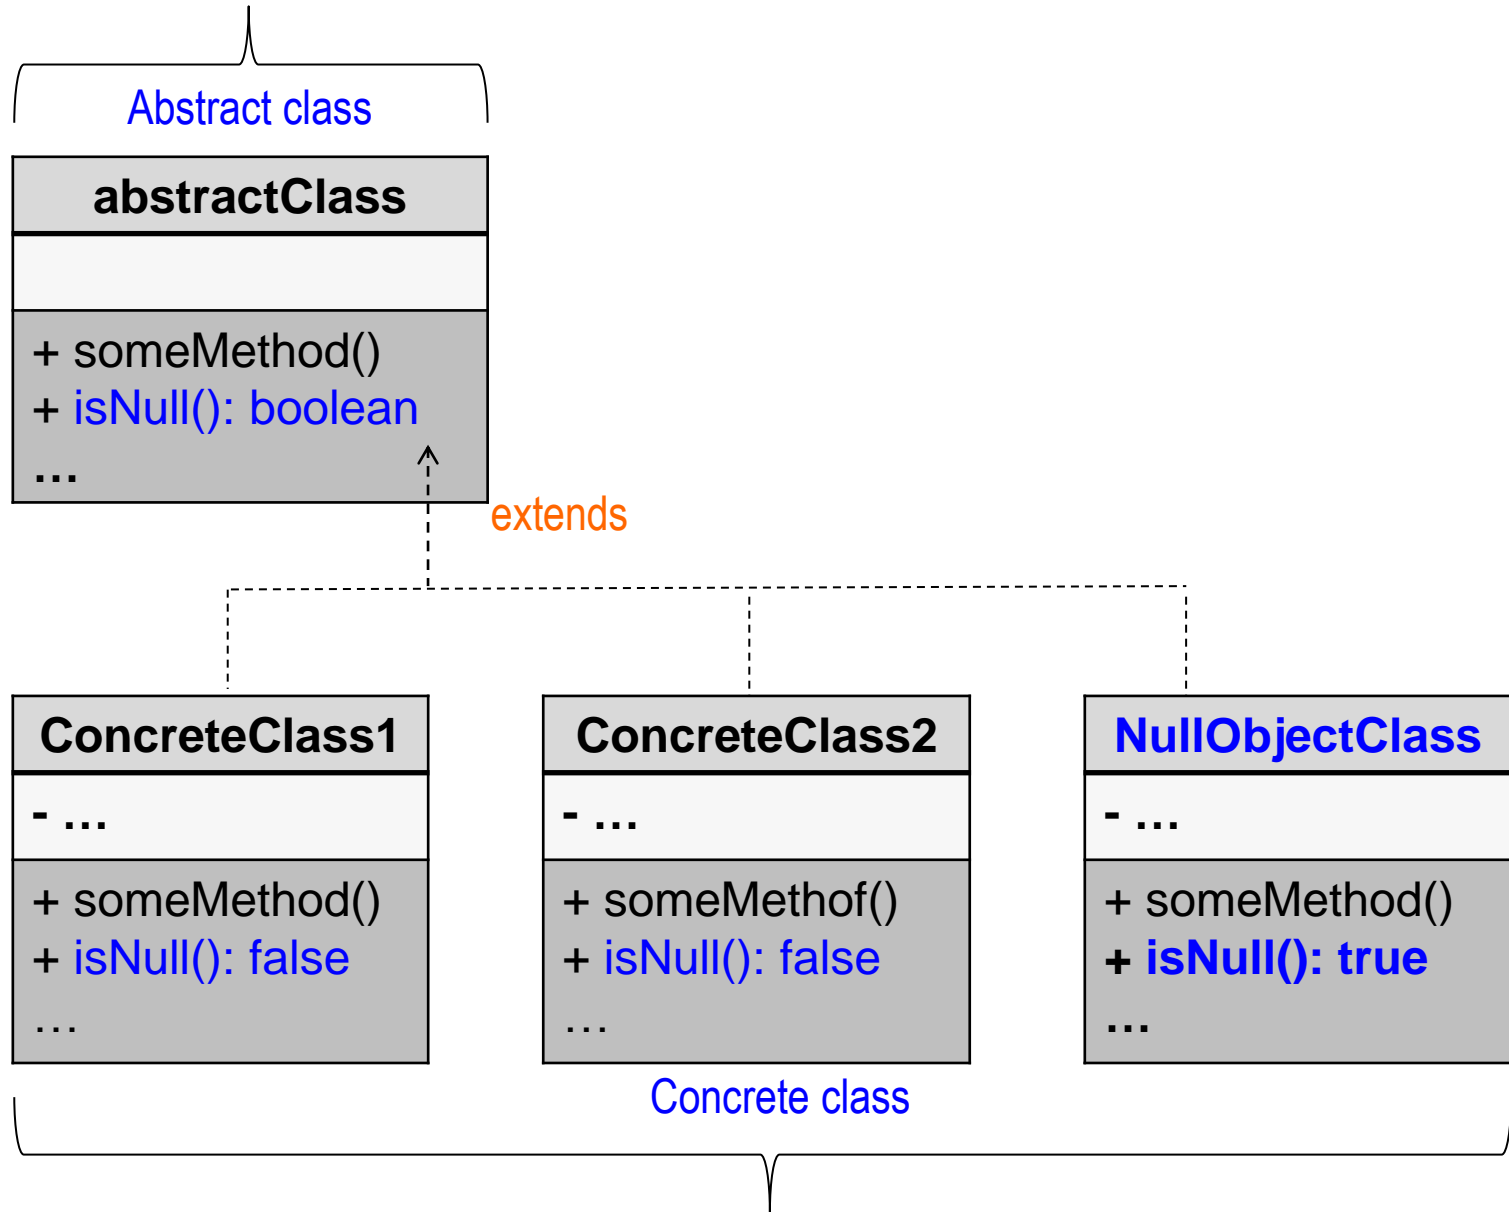 Abstract class
abstractClass
+ someMethod()
+ isNull(): boolean
...
extends
ConcreteClass1
- ...
+ someMethod()
+ isNull(): false
...
ConcreteClass2
- ...
+ someMethof()
+ isNull(): false
...
NullObjectClass
- ...
+ someMethod()
+ isNull(): true
...
Concrete class